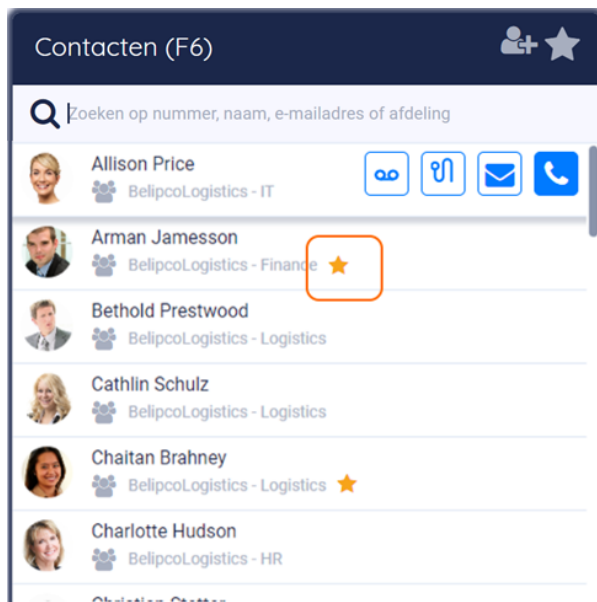 Contacten (F6)
Zoeken op nummer, naam, e-mailadres of afdeling
Allison Price
BelipcoLogistics - IT
Arman Jamesson
BelipcoLogistics - Finance
Bethold Prestwood
BelipcoLogistics - Logistics
Cathlin Schulz
BelipcoLogistics - Logistics
Chaitan Brahney
BelipcoLogistics - Logistics
Charlotte Hudson
BelipcoLogistics - HR